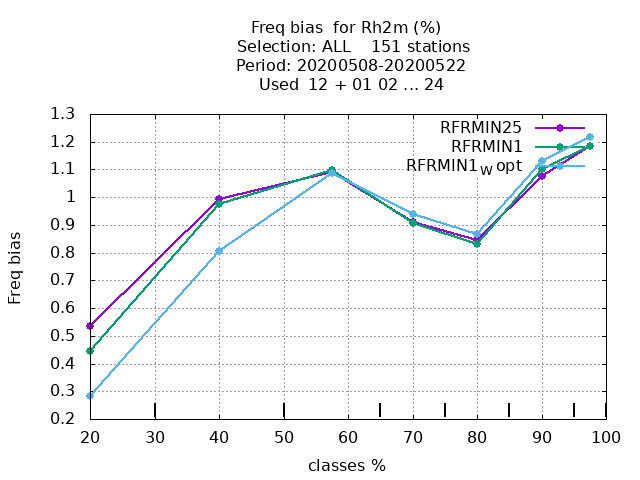 Freq bias  for Rh2m (%)
Selection: ALL    151 stations
Period: 20200508-20200522
Used  12 + 01 02 ... 24
1.3
1.2
1.1
1
0.9
0.8
0.7
0.6
0.5
0.4
0.3
0.2
Freq bias
RFRMIN25
RFRMIN1
RFRMIN1w opt
20 30 40 50 60 70 80 90 100
classes %